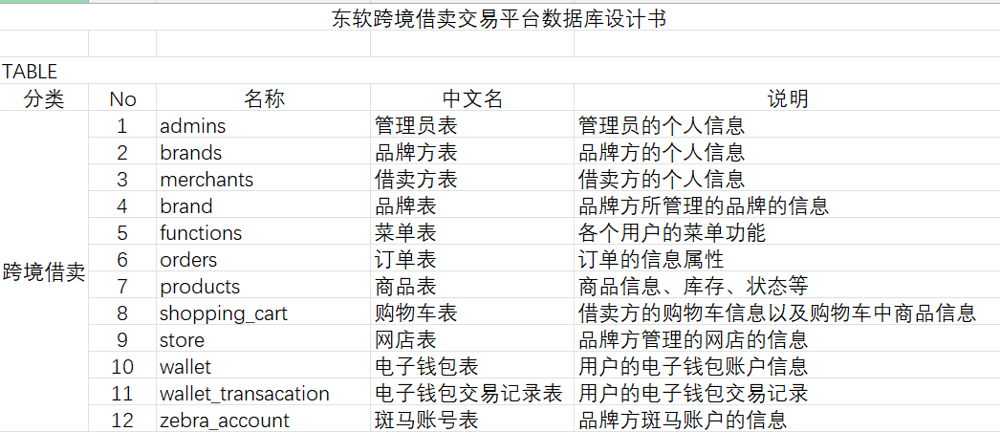 东软跨境借卖交易平台数据库设计书
TABLE
分类 No 名称 中文名 说明
跨境借卖
1 admins 管理员表 管理员的个人信息
2 brands 品牌方表 品牌方的个人信息
3 merchants 借卖方表 借卖方的个人信息
4 brand 品牌表 品牌方所管理的品牌的信息
5 functions 菜单表 各个用户的菜单功能
6 orders 订单表 订单的信息属性
7 products 商品表 商品信息、库存、状态等
8 shopping_cart 购物车表 借卖方的购物车信息以及购物车中商品信息
9 store 网店表 品牌方管理的网店的信息
10 wallet 电子钱包表 用户的电子钱包账户信息
11 wallet_transacation 电子钱包交易记录表 用户的电子钱包交易记录
12 zebra_account 斑马账号表 品牌方斑马账户的信息